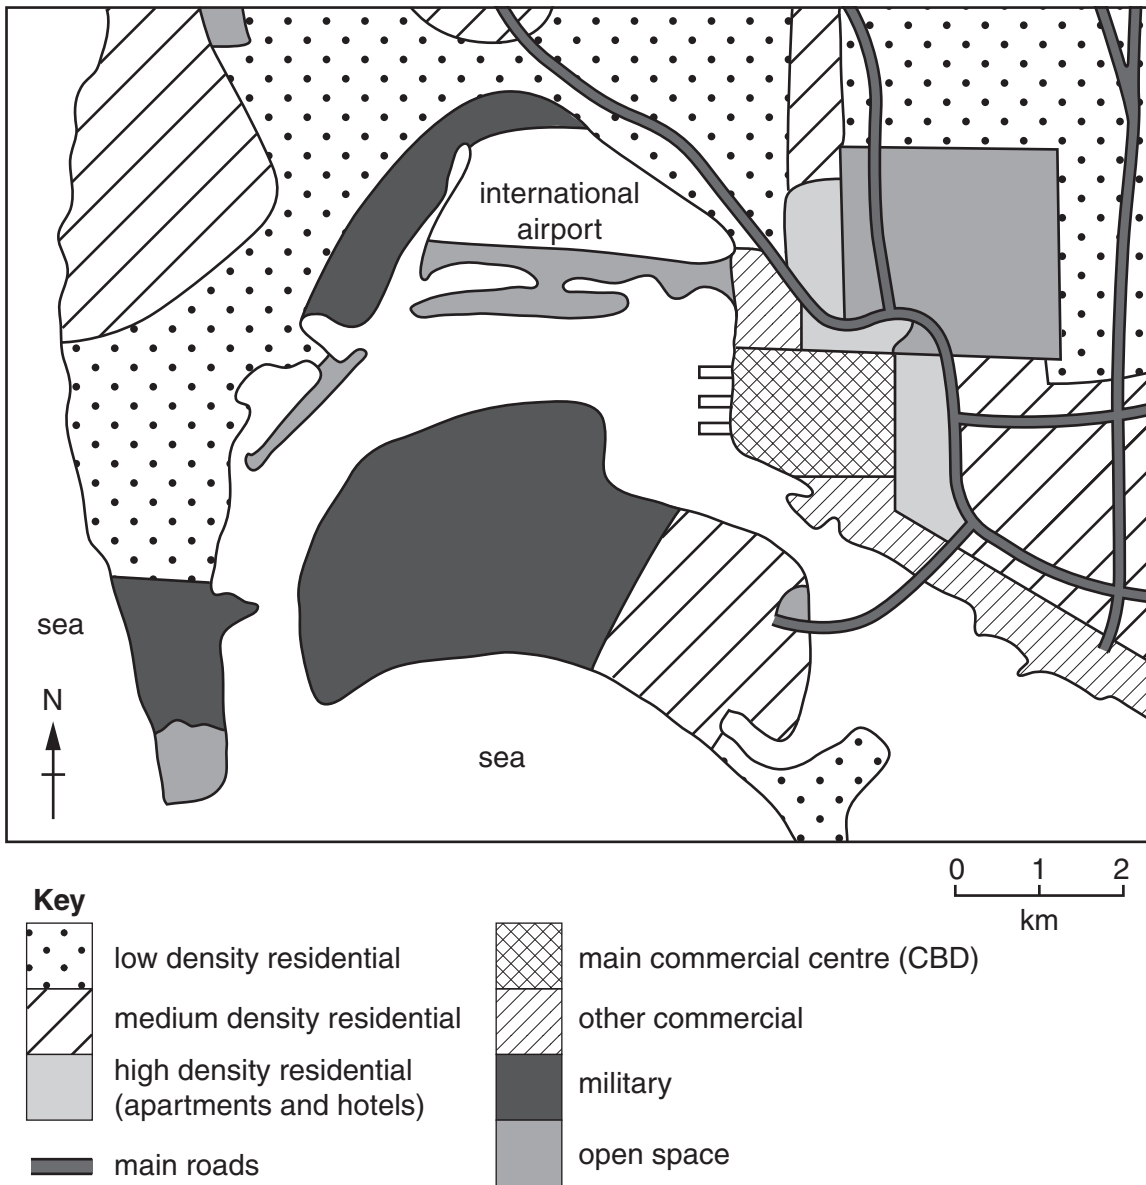 international
airport
sea
N
sea
0 1 2
km
Key
low density residential
medium density residential
high density residential
(apartments and hotels)
main roads
main commercial centre (CBD)
other commercial
military
open space